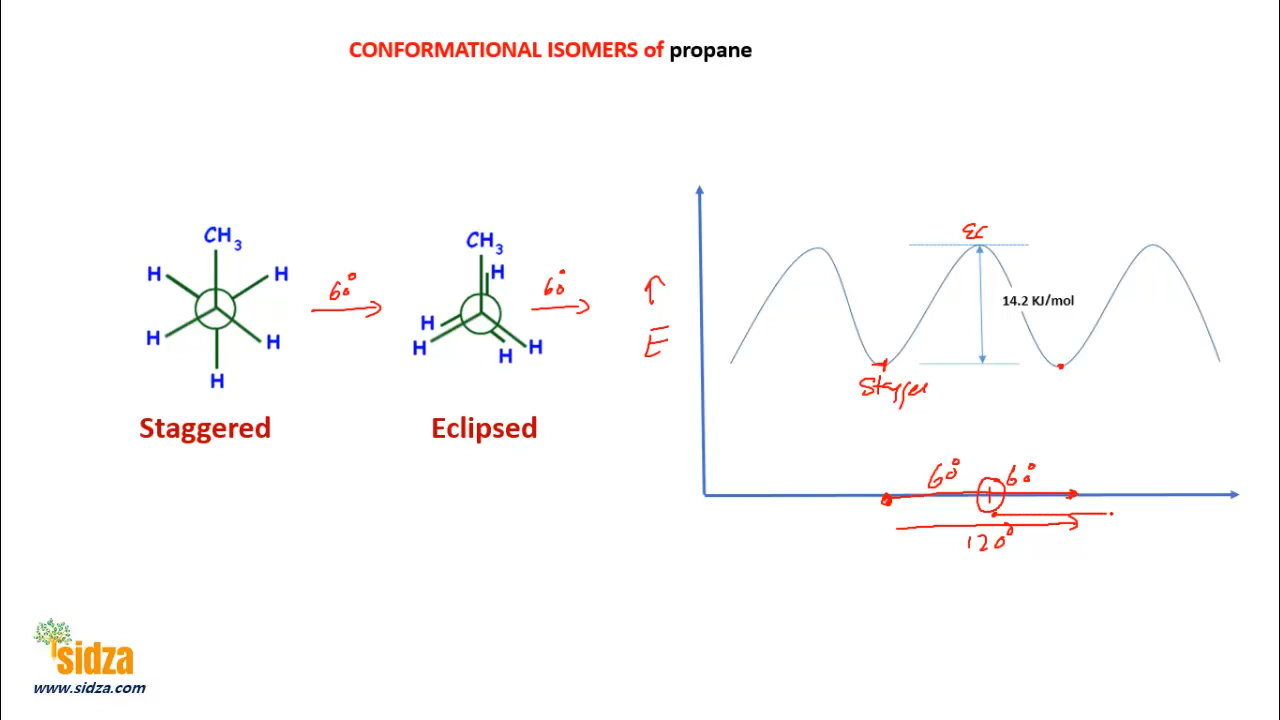 CONFORMATIONAL ISOMERS of propane
CH3
H H
H H
H
Staggered
60°
CH3
H
H
H H H
Eclipsed
60°
↑
E
EC
14.2 KJ/mol
Stagger
60° 60°
120°
sidza
www.sidza.com